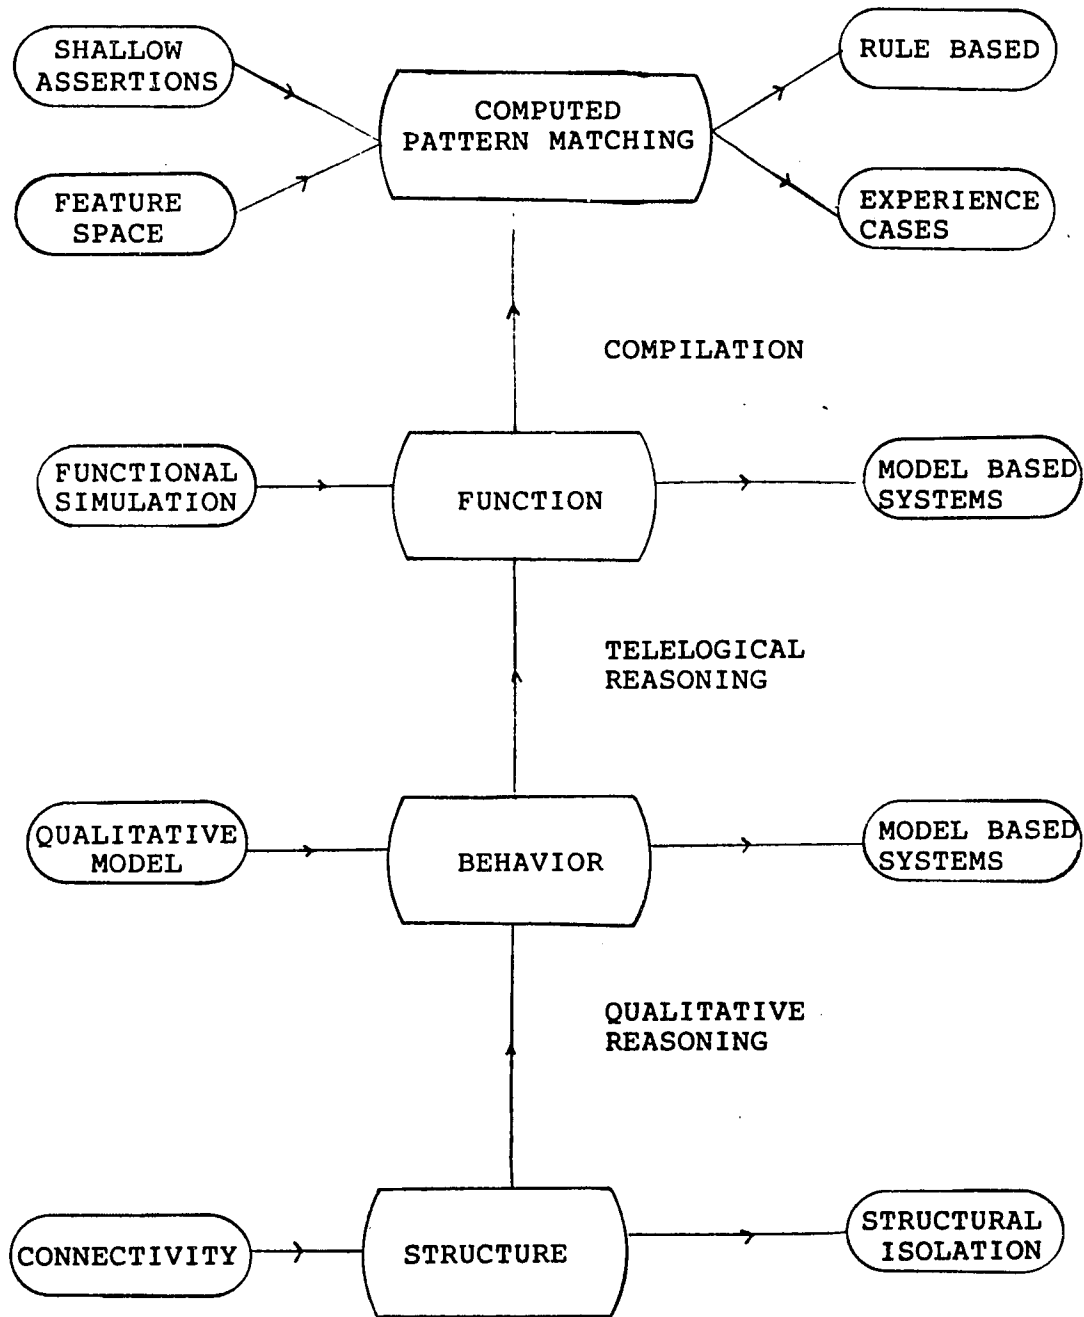 SHALLOW
ASSERTIONS
COMPUTED
PATTERN MATCHING
RULE BASED
FEATURE
SPACE
EXPERIENCE
CASES
COMPILATION
FUNCTIONAL
SIMULATION
FUNCTION
MODEL BASED
SYSTEMS
TELELOGICAL
REASONING
QUALITATIVE
MODEL
BEHAVIOR
MODEL BASED
SYSTEMS
QUALITATIVE
REASONING
CONNECTIVITY
STRUCTURE
STRUCTURAL
ISOLATION